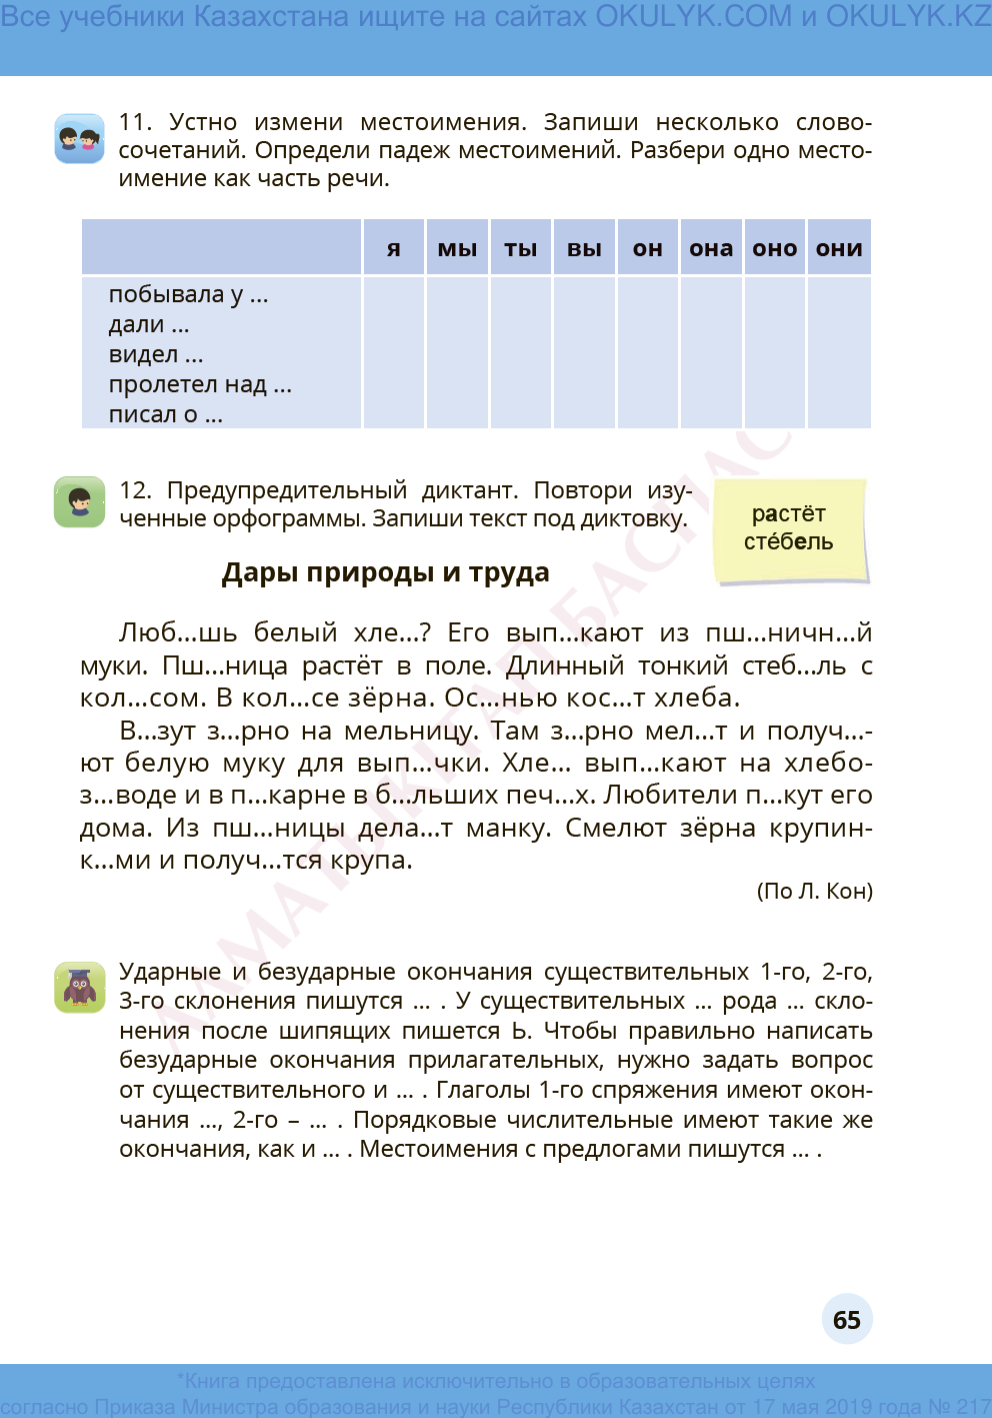 Все учебники Казахстана ищите на сайтах OKULYK.COM и OKULYK.KZ
11. Устно измени местоимения. Запиши несколько слово-
сочетаний. Определи падеж местоимений. Разбери одно место-
имение как часть речи.
я мы ты вы он она оно они
побывала у ...
дали ...
видел ...
пролетел над ...
писал о ...
12. Предупредительный диктант. Повтори изу-
ченные орфограммы. Запиши текст под диктовку.
растёт
сте́бель
Дары природы и труда
Люб...шь белый хле...? Его вып...кают из пш...ничн...й
муки. Пш...ница растёт в поле. Длинный тонкий стеб...ль с
кол...сом. В кол...се зёрна. Ос...нью кос...т хлеба.
В...зут з...рно на мельницу. Там з...рно мел...т и получ...-
ют белую муку для вып...чки. Хле... вып...кают на хлебо-
з...воде и в п...карне в б...льших печ...х. Любители п...кут его
дома. Из пш...ницы дела...т манку. Смелют зёрна крупин-
к...ми и получ...тся крупа.
(По Л. Кон)
Ударные и безударные окончания существительных 1-го, 2-го,
3-го склонения пишутся ... . У существительных ... рода ... скло-
нения после шипящих пишется Ь. Чтобы правильно написать
безударные окончания прилагательных, нужно задать вопрос
от существительного и ... . Глаголы 1-го спряжения имеют окон-
чания ..., 2-го – ... . Порядковые числительные имеют такие же
окончания, как и ... . Местоимения с предлогами пишутся ... .
АЛМАТЫКІТАП БАСПАС
65
*Книга предоставлена исключительно в образовательных целях
согласно Приказа Министра образования и науки Республики Казахстан от 17 мая 2019 года № 217